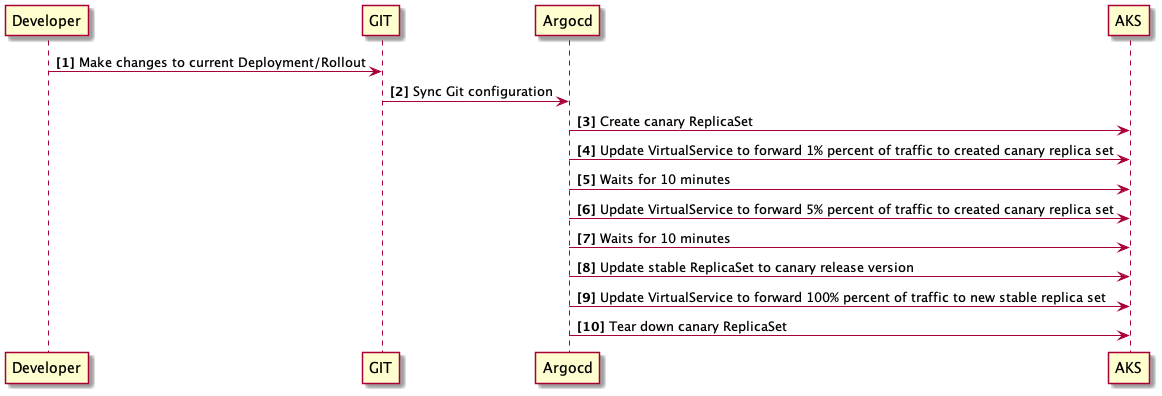 Developer GIT Argocd AKS
[1] Make changes to current Deployment/Rollout
[2] Sync Git configuration
[3] Create canary ReplicaSet
[4] Update VirtualService to forward 1% percent of traffic to created canary replica set
[5] Waits for 10 minutes
[6] Update VirtualService to forward 5% percent of traffic to created canary replica set
[7] Waits for 10 minutes
[8] Update stable ReplicaSet to canary release version
[9] Update VirtualService to forward 100% percent of traffic to new stable replica set
[10] Tear down canary ReplicaSet
Developer GIT Argocd AKS